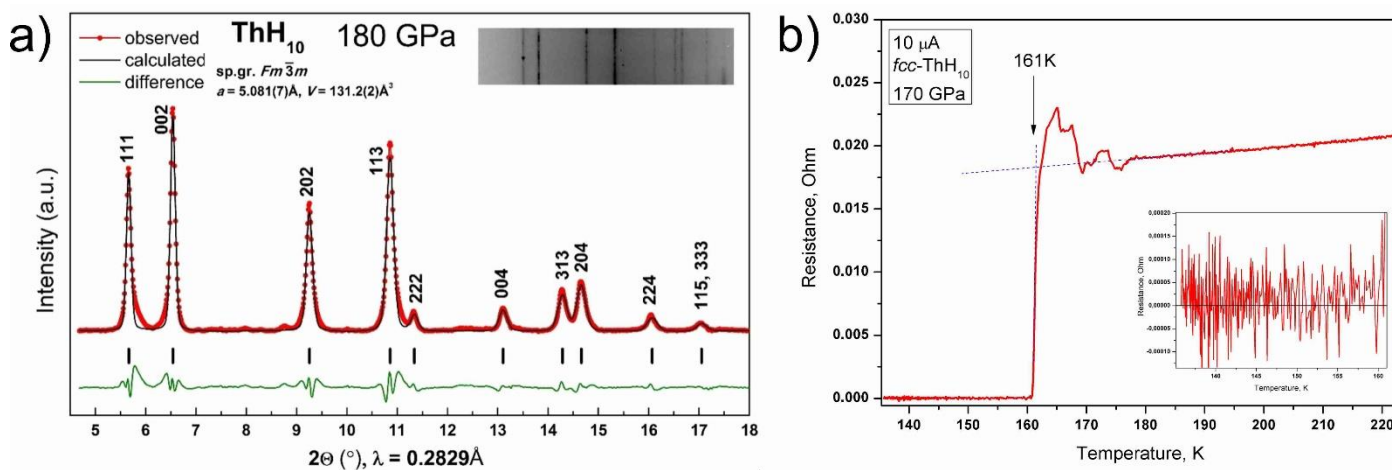 a)
observed
calculated
difference
ThH10 180 GPa
sp.gr. Fm3̅m
a = 5.081(7)Å, V = 131.2(2)Å3
Intensity (a.u.)
111
002
202
113
222
004
313
204
224
115, 333
5 6 7 8 9 10 11 12 13 14 15 16 17 18
2Θ (°), λ = 0.2829Å
b)
10 μA
fcc-ThH10
170 GPa
161K
Resistance, Ohm
0.030
0.025
0.020
0.015
0.010
0.005
0.000
140 150 160 170 180 190 200 210 220
Temperature, K
Resistance, Ohm
0,00020
0,00015
0,00010
0,00005
0,00000
-0,00005
-0,00010
140 145 150 155 160
Temperature, K